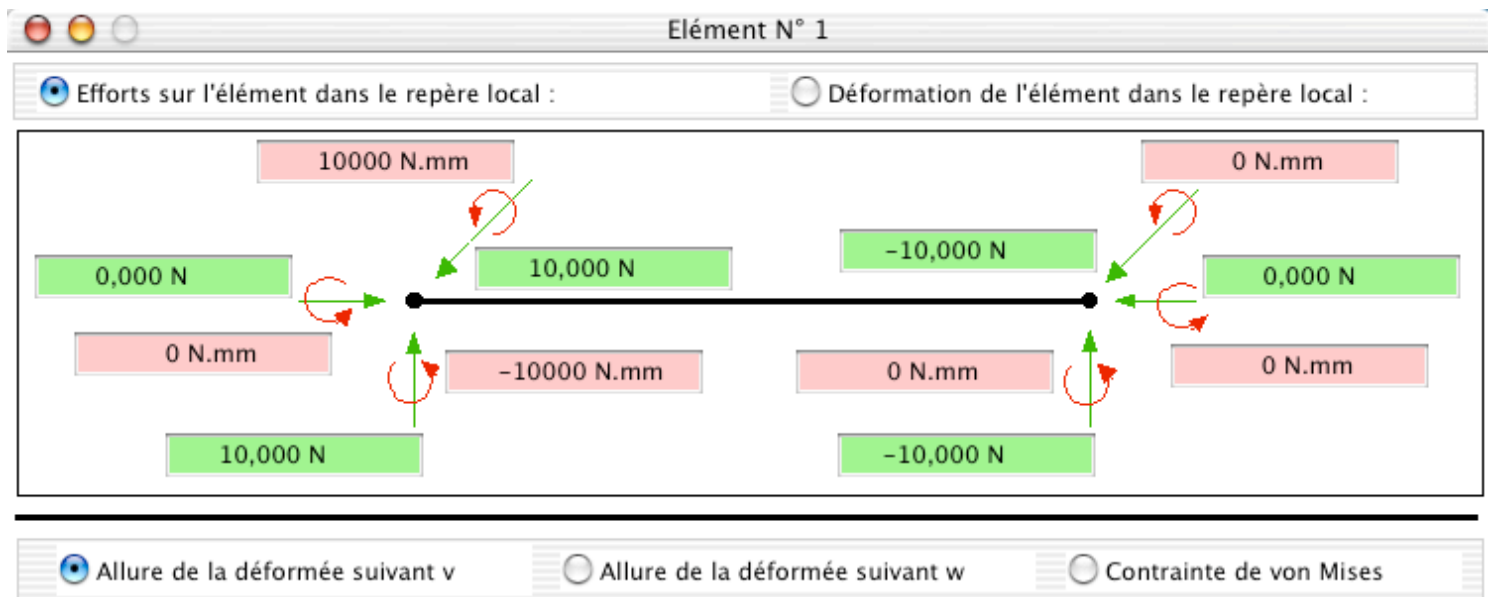 Elément N° 1
Efforts sur l'élément dans le repère local :
Déformation de l'élément dans le repère local :
10000 N.mm
0 N.mm
0,000 N
10,000 N
-10,000 N
0,000 N
0 N.mm
-10000 N.mm
0 N.mm
0 N.mm
10,000 N
-10,000 N
Allure de la déformée suivant v
Allure de la déformée suivant w
Contrainte de von Mises